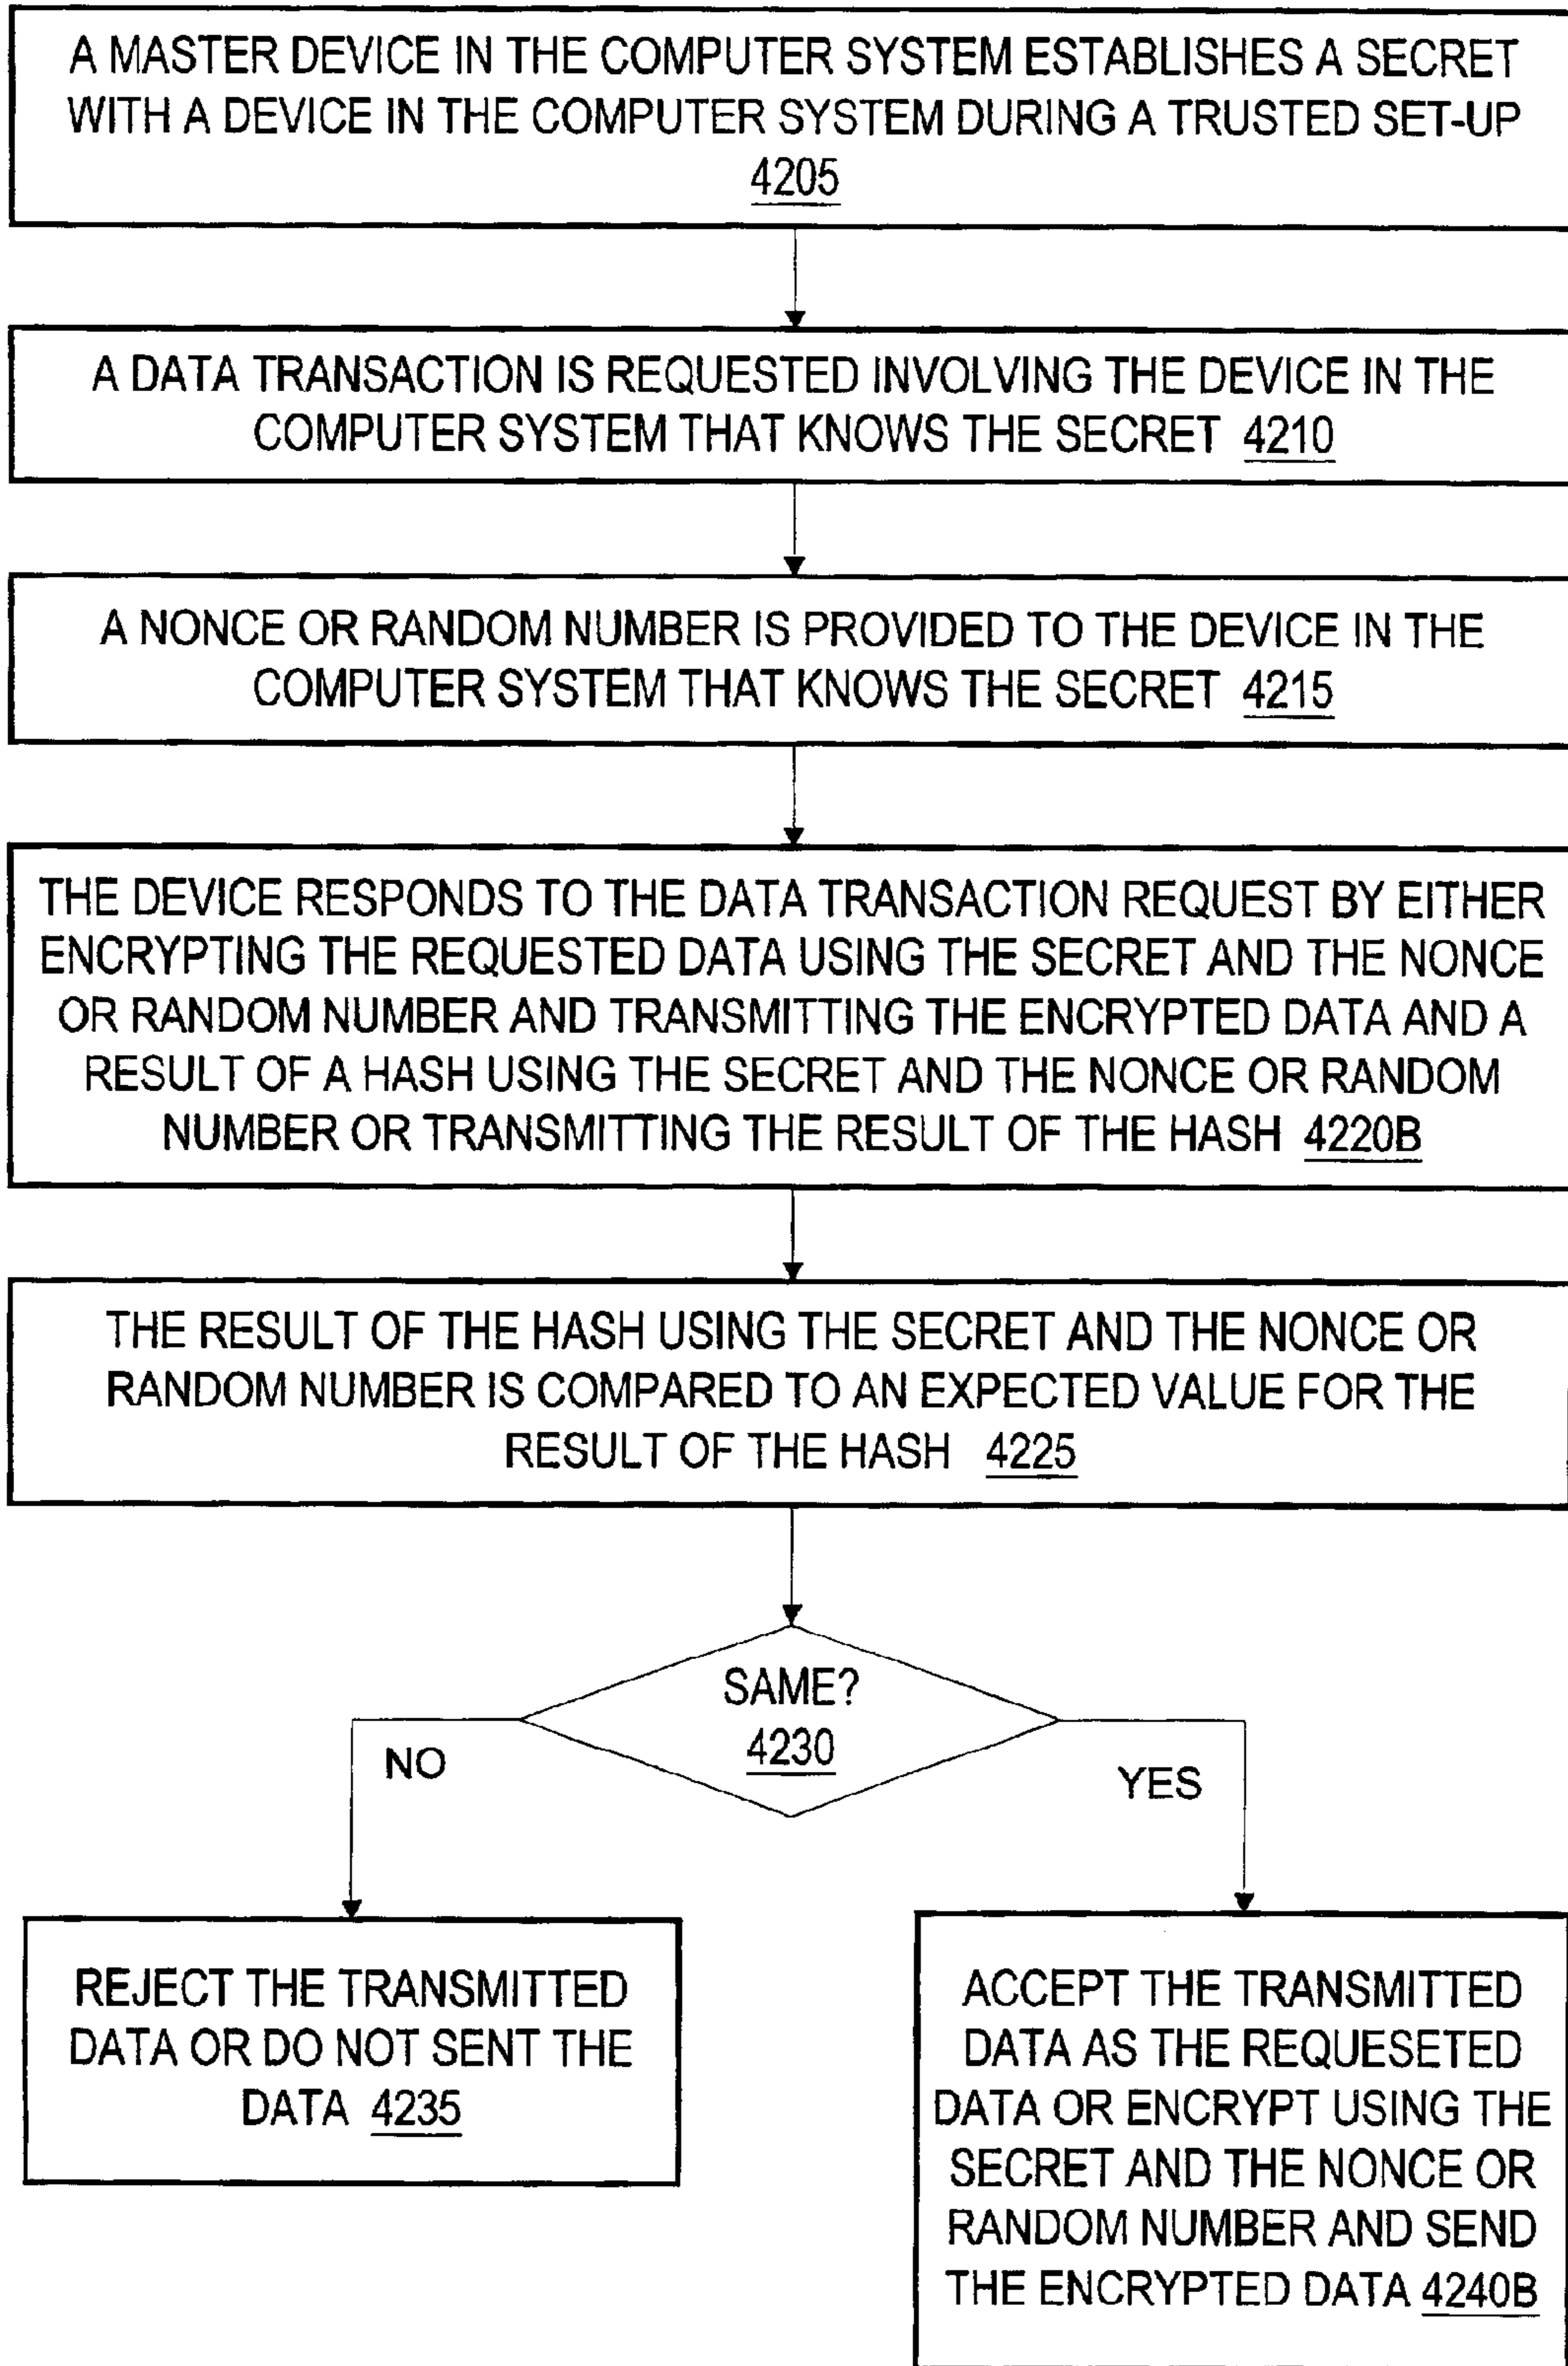 A MASTER DEVICE IN THE COMPUTER SYSTEM ESTABLISHES A SECRET
WITH A DEVICE IN THE COMPUTER SYSTEM DURING A TRUSTED SET-UP
4205
A DATA TRANSACTION IS REQUESTED INVOLVING THE DEVICE IN THE
COMPUTER SYSTEM THAT KNOWS THE SECRET 4210
A NONCE OR RANDOM NUMBER IS PROVIDED TO THE DEVICE IN THE
COMPUTER SYSTEM THAT KNOWS THE SECRET 4215
THE DEVICE RESPONDS TO THE DATA TRANSACTION REQUEST BY EITHER
ENCRYPTING THE REQUESTED DATA USING THE SECRET AND THE NONCE
OR RANDOM NUMBER AND TRANSMITTING THE ENCRYPTED DATA AND A
RESULT OF A HASH USING THE SECRET AND THE NONCE OR RANDOM
NUMBER OR TRANSMITTING THE RESULT OF THE HASH 4220B
THE RESULT OF THE HASH USING THE SECRET AND THE NONCE OR
RANDOM NUMBER IS COMPARED TO AN EXPECTED VALUE FOR THE
RESULT OF THE HASH 4225
SAME?
4230
NO
YES
REJECT THE TRANSMITTED
DATA OR DO NOT SENT THE
DATA 4235
ACCEPT THE TRANSMITTED
DATA AS THE REQUESETED
DATA OR ENCRYPT USING THE
SECRET AND THE NONCE OR
RANDOM NUMBER AND SEND
THE ENCRYPTED DATA 4240B